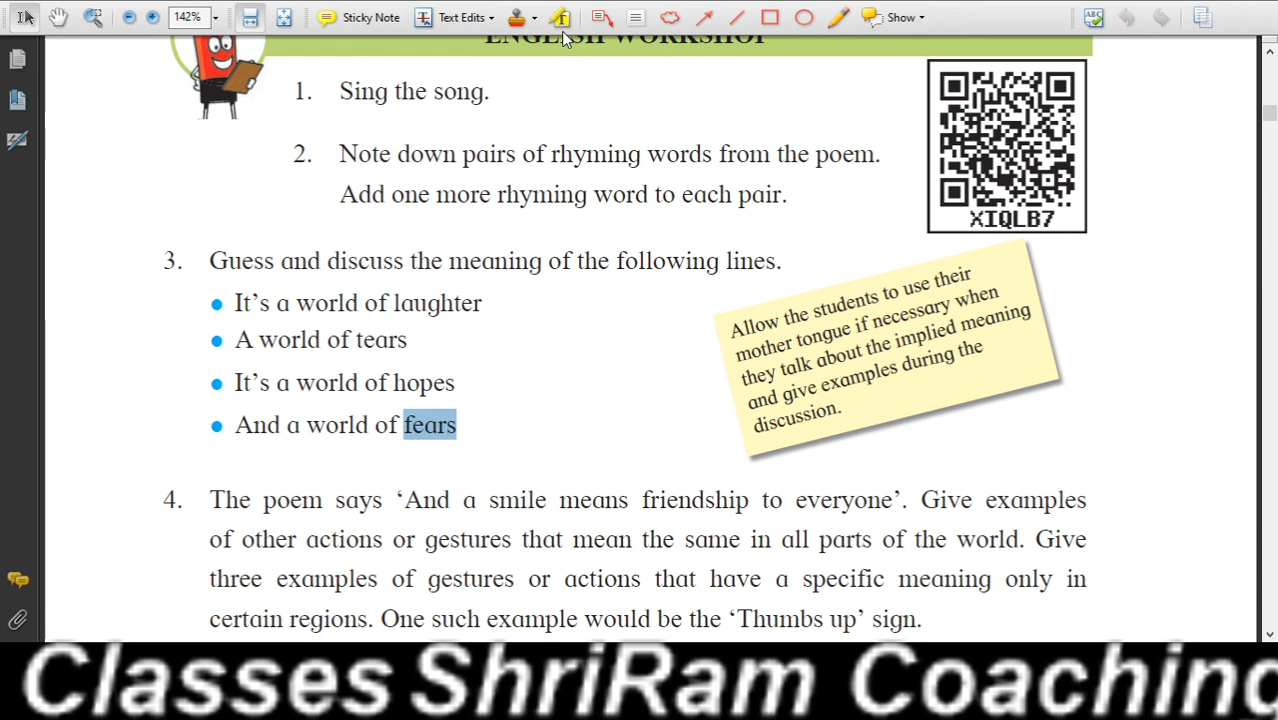 142% Sticky Note Text Edits Show
ENGLISH WORKSHOP
1. Sing the song.
2. Note down pairs of rhyming words from the poem.
Add one more rhyming word to each pair.
XIQLB7
3. Guess and discuss the meaning of the following lines.
• It's a world of laughter
• A world of tears
• It's a world of hopes
• And a world of fears
Allow the students to use their
mother tongue if necessary when
they talk about the implied meaning
and give examples during the
discussion.
4. The poem says ‘And a smile means friendship to everyone’. Give examples
of other actions or gestures that mean the same in all parts of the world. Give
three examples of gestures or actions that have a specific meaning only in
certain regions. One such example would be the ‘Thumbs up’ sign.
Classes ShriRam Coaching